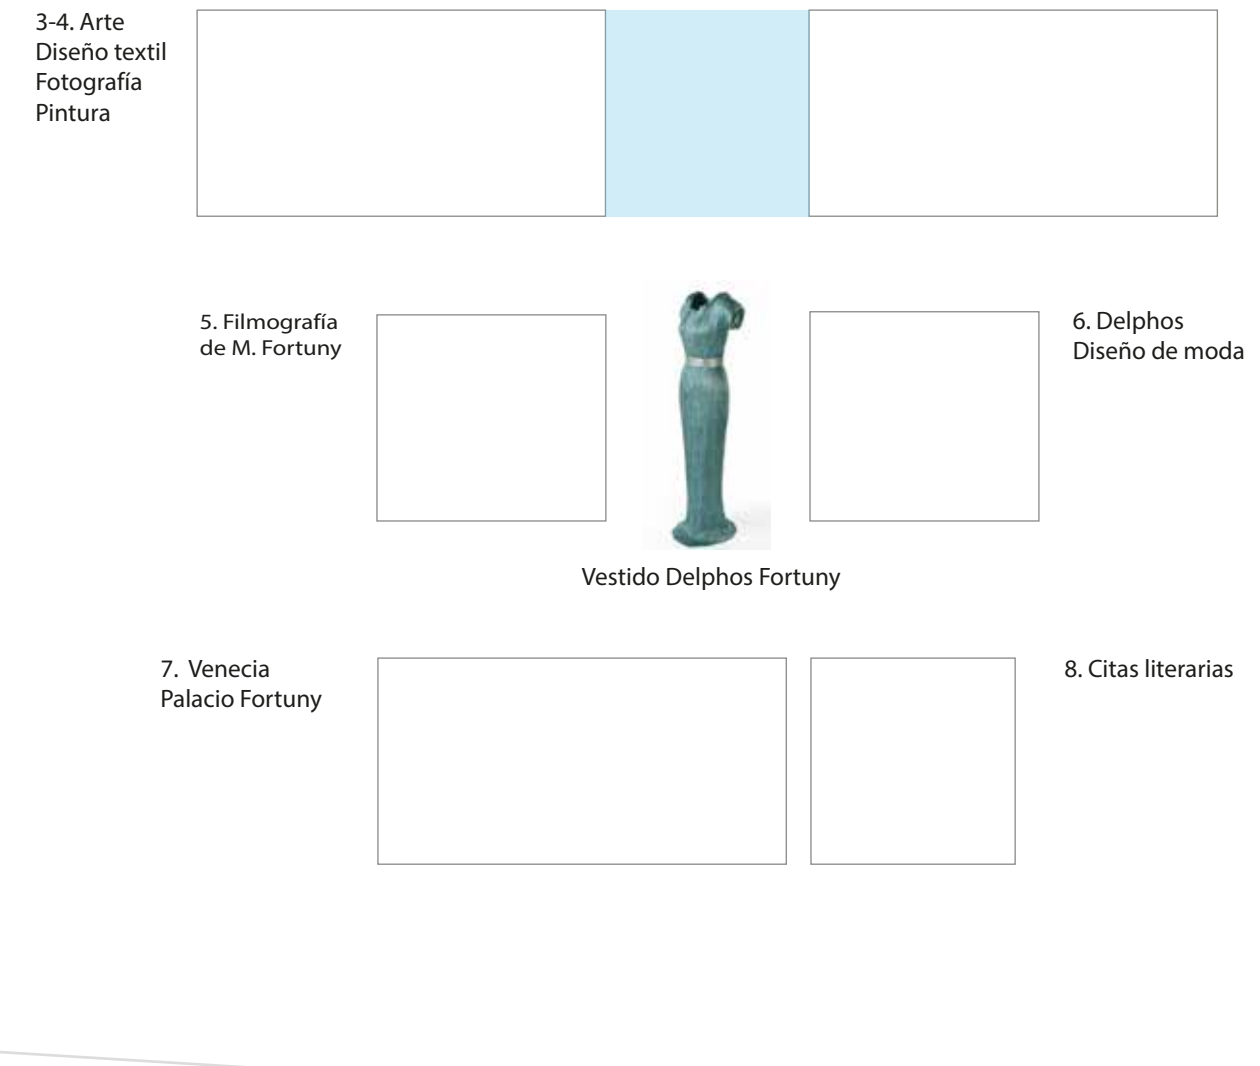 3-4. Arte
Diseño textil
Fotografía
Pintura
5. Filmografía
de M. Fortuny
6. Delphos
Diseño de moda
Vestido Delphos Fortuny
7. Venecia
Palacio Fortuny
8. Citas literarias